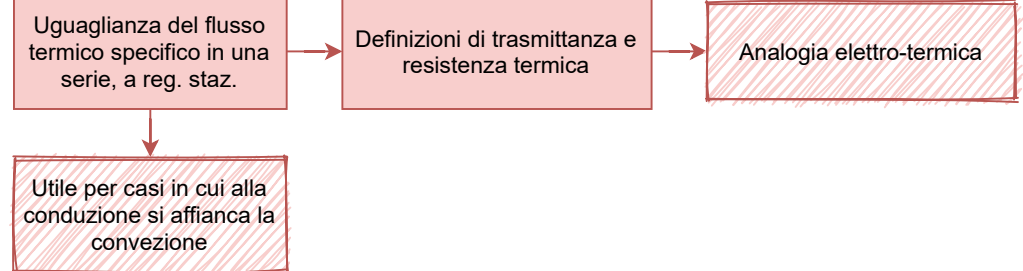 Uguaglianza del flusso
termico specifico in una
serie, a reg. staz.
Definizioni di trasmittanza e
resistenza termica
Analogia elettro-termica
Utile per casi in cui alla
conduzione si affianca la
convezione